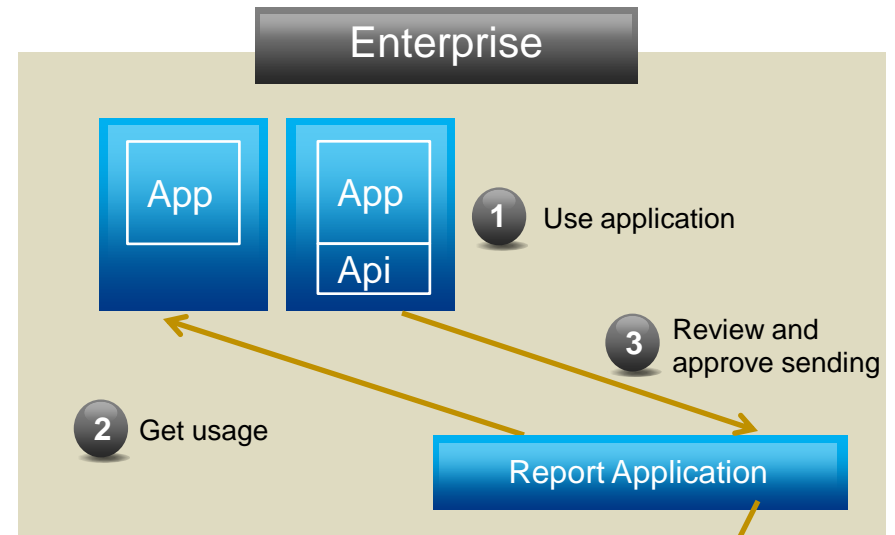 Enterprise
App
App
Api
1
Use application
3
Review and
approve sending
2
Get usage
Report Application